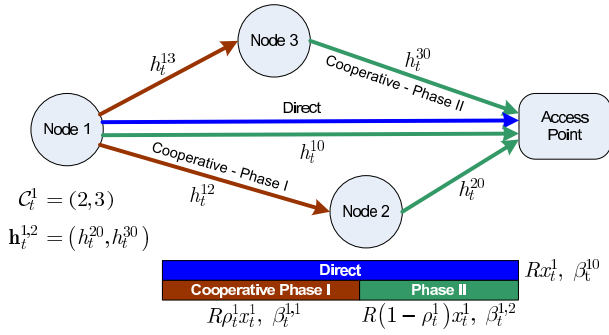 Node 3
h_t^{13}
h_t^{30}
Cooperative - Phase II
Direct
Node 1
Access
Point
h_t^{10}
Cooperative - Phase I
h_t^{12}
h_t^{20}
Node 2
𝒞_t^1 = (2,3)
𝐡_t^{1,2} = (h_t^{20}, h_t^{30})
Direct
Rx_t^1, β_t^{10}
Cooperative Phase I
Phase II
Rρ_t^1 x_t^1, β_t^{1,1}
R(1 − ρ_t^1)x_t^1, β_t^{1,2}